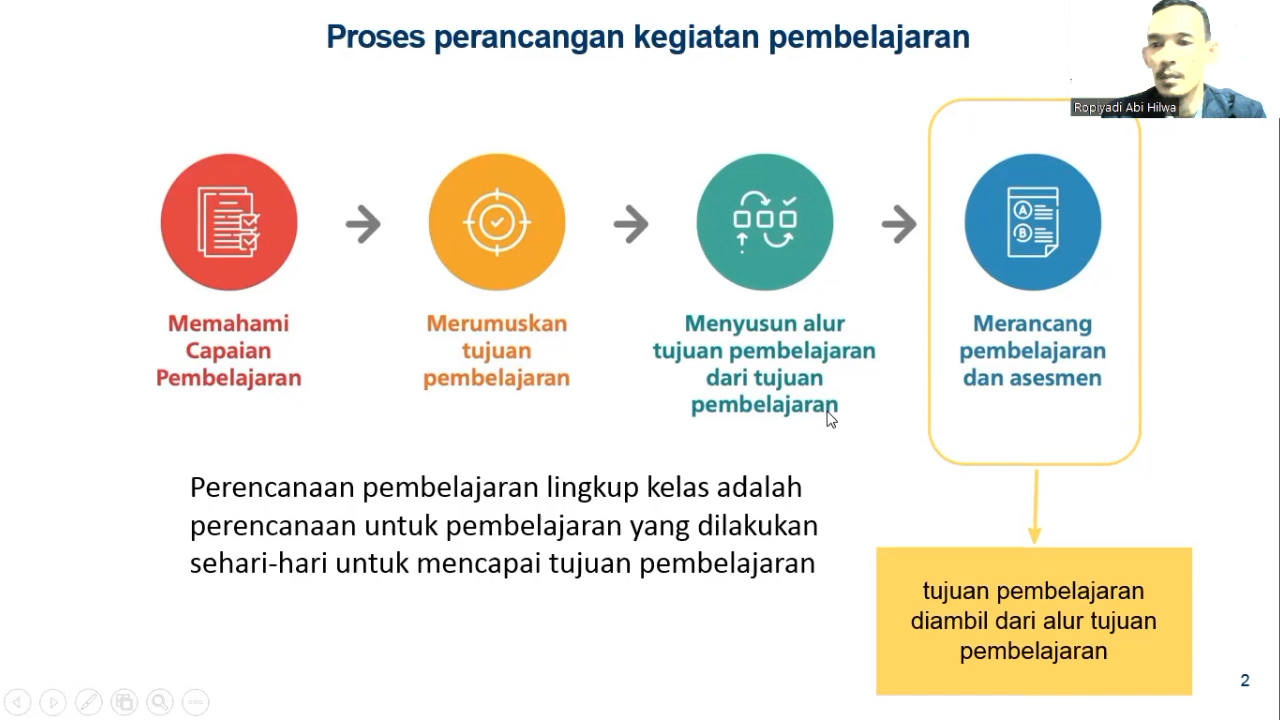 Proses perancangan kegiatan pembelajaran
Ropiyadi Abi Hilwa
Memahami
Capaian
Pembelajaran
Merumuskan
tujuan
pembelajaran
Menyusun alur
tujuan pembelajaran
dari tujuan
pembelajaran
A
B
Merancang
pembelajaran
dan asesmen
Perencanaan pembelajaran lingkup kelas adalah
perencanaan untuk pembelajaran yang dilakukan
sehari-hari untuk mencapai tujuan pembelajaran
tujuan pembelajaran
diambil dari alur tujuan
pembelajaran
2